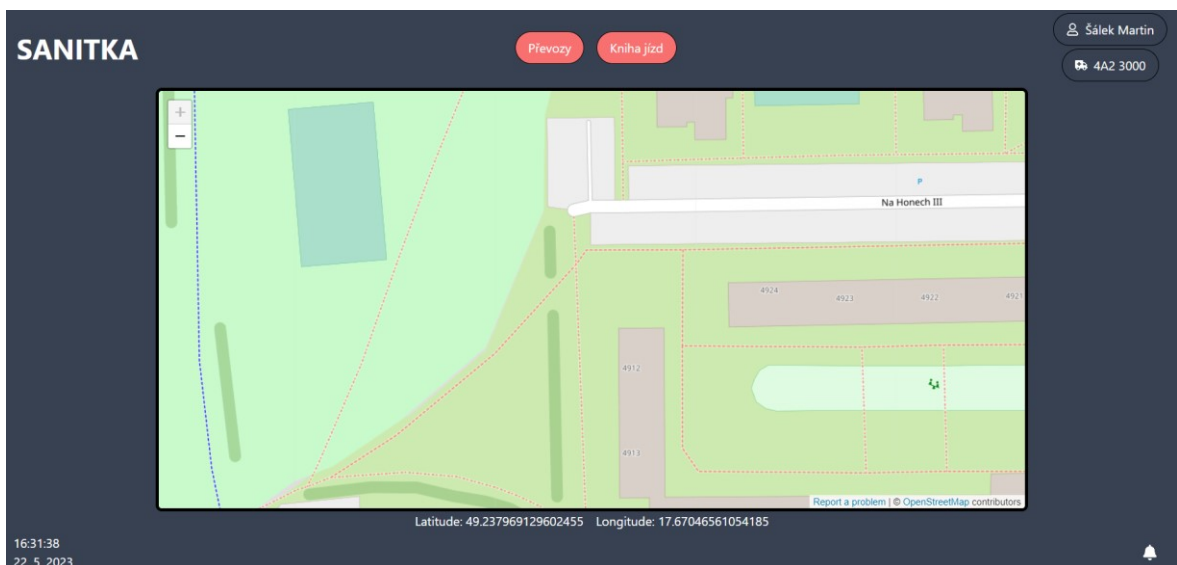 SANITKA
Převozy
Kniha jízd
Šálek Martin
4A2 3000
+
−
P
Na Honech III
4924
4923
4922
4921
4912
4913
Report a problem | © OpenStreetMap contributors
Latitude: 49.237969129602455 Longitude: 17.67046561054185
16:31:38
22. 5. 2023